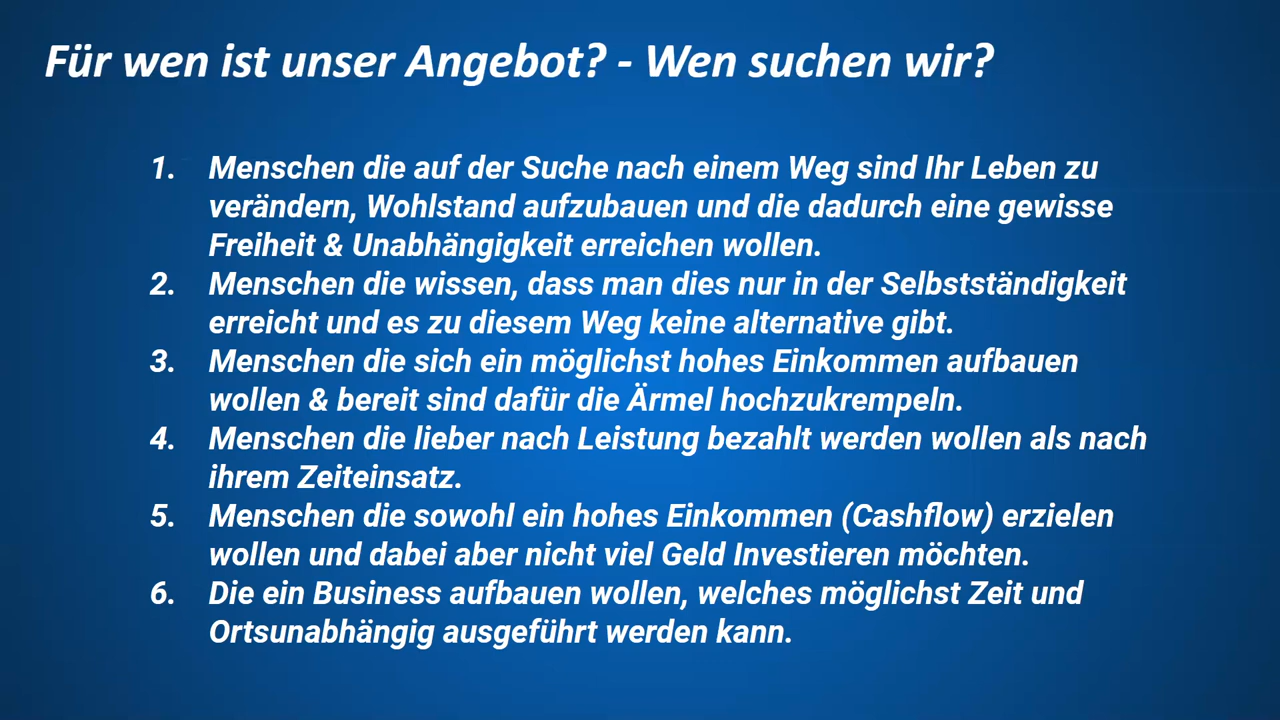 Für wen ist unser Angebot? - Wen suchen wir?
1. Menschen die auf der Suche nach einem Weg sind Ihr Leben zu
verändern, Wohlstand aufzubauen und die dadurch eine gewisse
Freiheit & Unabhängigkeit erreichen wollen.
2. Menschen die wissen, dass man dies nur in der Selbstständigkeit
erreicht und es zu diesem Weg keine alternative gibt.
3. Menschen die sich ein möglichst hohes Einkommen aufbauen
wollen & bereit sind dafür die Ärmel hochzukrempeln.
4. Menschen die lieber nach Leistung bezahlt werden wollen als nach
ihrem Zeiteinsatz.
5. Menschen die sowohl ein hohes Einkommen (Cashflow) erzielen
wollen und dabei aber nicht viel Geld Investieren möchten.
6. Die ein Business aufbauen wollen, welches möglichst Zeit und
Ortsunabhängig ausgeführt werden kann.